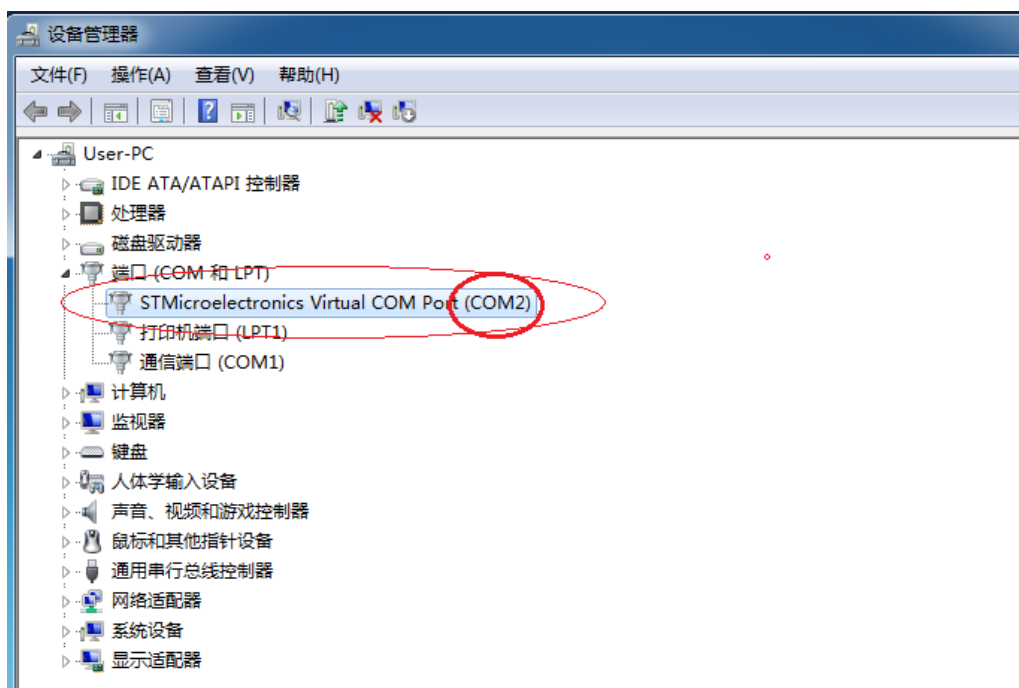 设备管理器
文件(F) 操作(A) 查看(V) 帮助(H)
User-PC
IDE ATA/ATAPI 控制器
处理器
磁盘驱动器
端口 (COM 和 LPT)
STMicroelectronics Virtual COM Port (COM2)
打印机端口 (LPT1)
通信端口 (COM1)
计算机
监视器
键盘
人体学输入设备
声音、视频和游戏控制器
鼠标和其他指针设备
通用串行总线控制器
网络适配器
系统设备
显示适配器